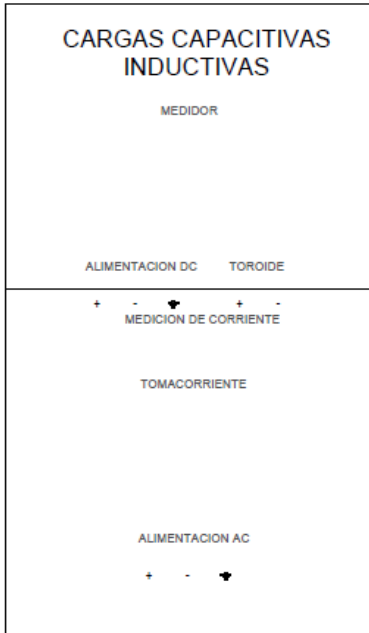 CARGAS CAPACITIVAS
INDUCTIVAS
MEDIDOR
ALIMENTACION DC TOROIDE
+ - + -
MEDICION DE CORRIENTE
TOMACORRIENTE
ALIMENTACION AC
+ -